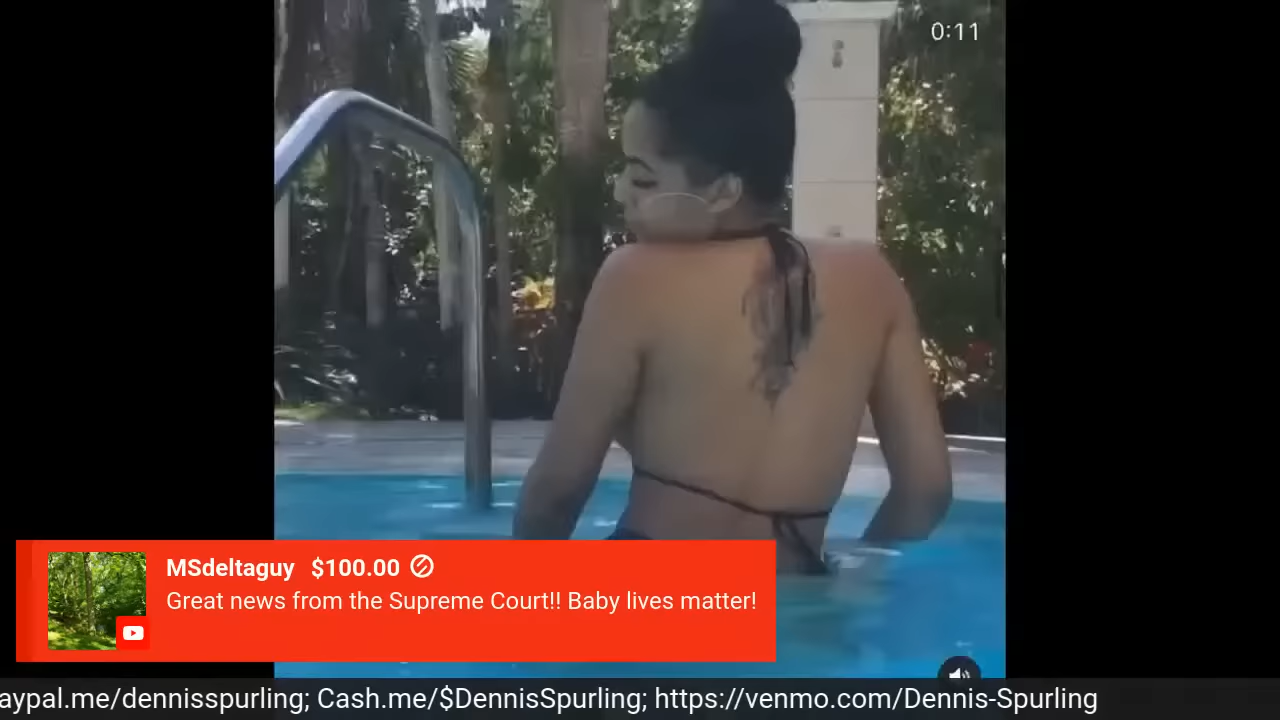 0:11
MSdeltaguy $100.00
Great news from the Supreme Court!! Baby lives matter!
aypal.me/dennisspurling; Cash.me/$DennisSpurling; https://venmo.com/Dennis-Spurling